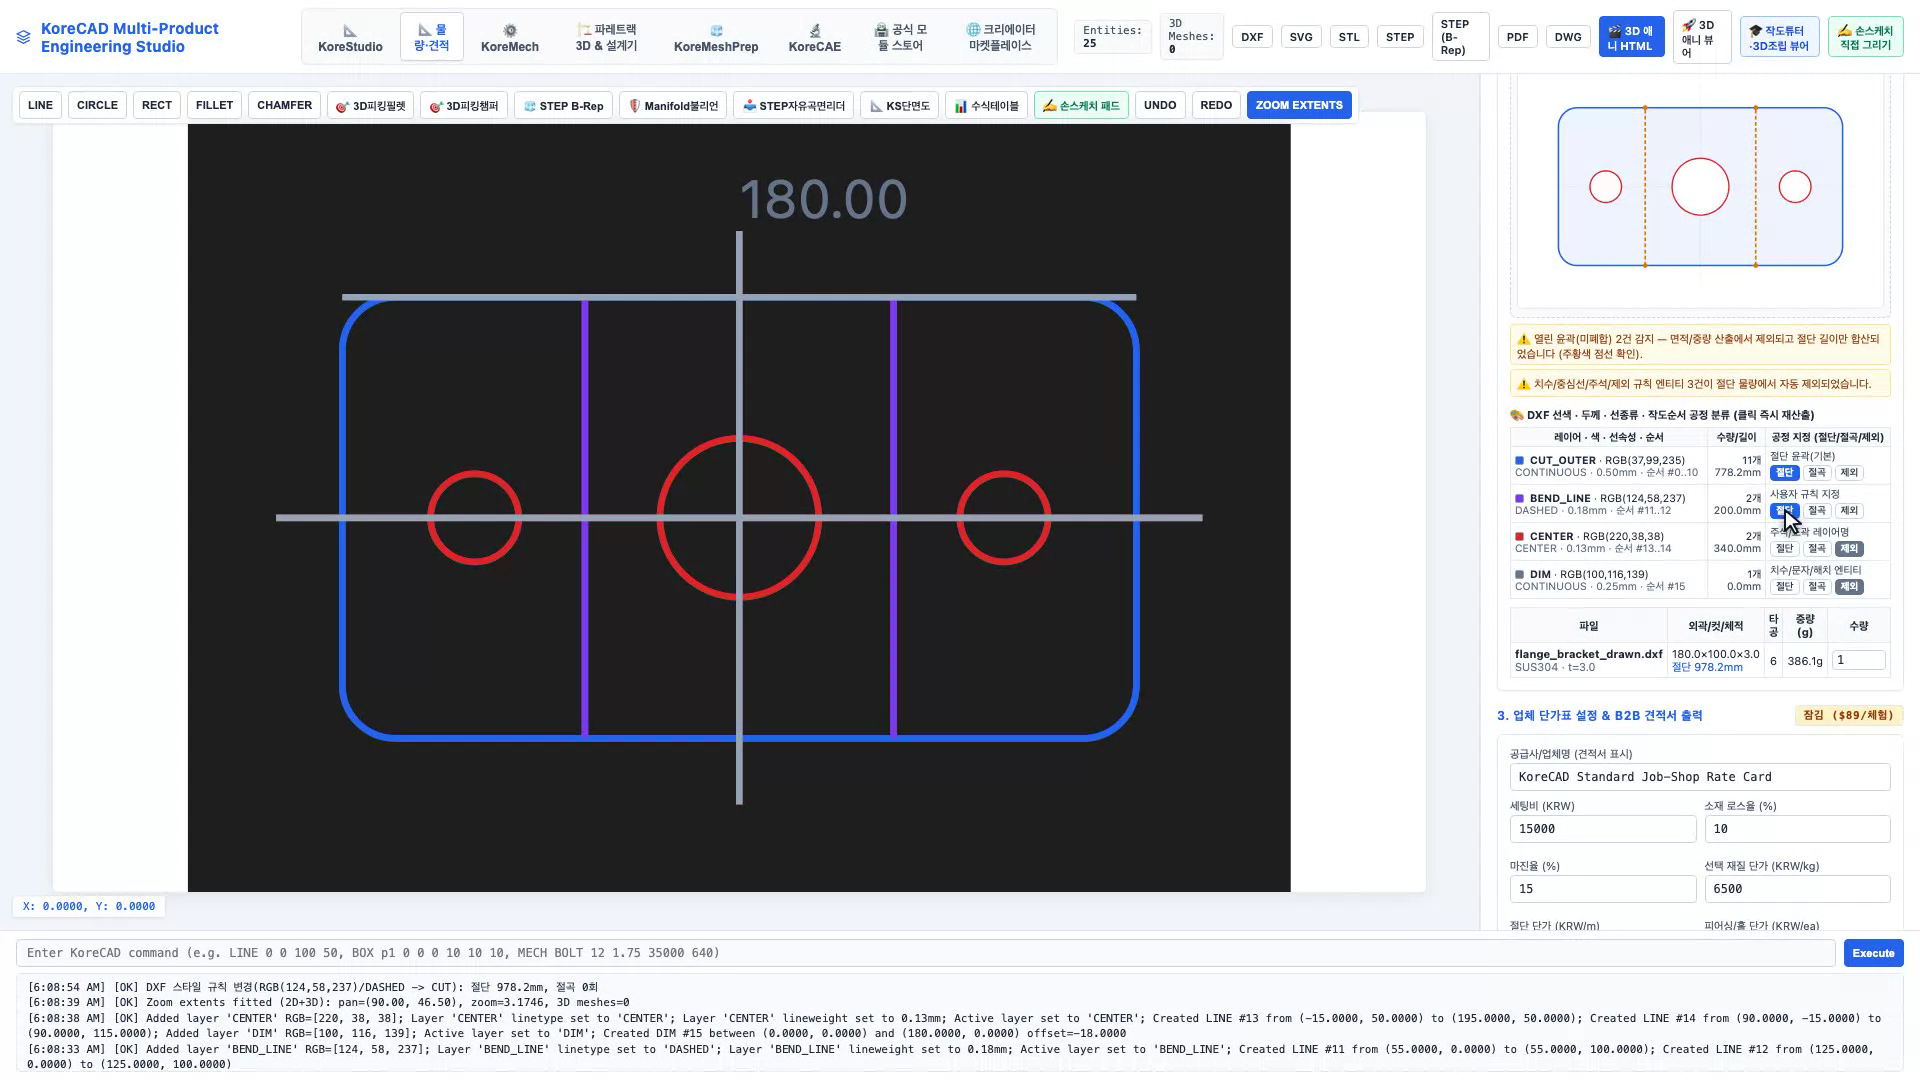 KoreCAD Multi-Product
Engineering Studio
KoreStudio
물량·견적
KoreMech
파레트랙 3D & 설계기
KoreMeshPrep
KoreCAE
공식 모듈 스토어
크리에이터 마켓플레이스
Entities: 25
3D Meshes: 0
DXF
SVG
STL
STEP
STEP (B-Rep)
PDF
DWG
3D 애니 HTML
3D 애니 뷰어
작도튜터·3D조립 뷰어
손스케치 직접 그리기
LINE
CIRCLE
RECT
FILLET
CHAMFER
3D피킹필렛
3D피킹챔퍼
STEP B-Rep
Manifold불리언
STEP자유곡면리더
KS단면도
수식테이블
손스케치 패드
UNDO
REDO
ZOOM EXTENTS
180.00
X: 0.0000, Y: 0.0000
열린 윤곽(미폐합) 2건 감지 — 면적/중량 산출에서 제외되고 절단 길이만 합산되
었습니다 (주황색 점선 확인).
치수/중심선/주석/제외 규칙 엔티티 3건이 절단 물량에서 자동 제외되었습니다.
DXF 선색 · 두께 · 선종류 · 작도순서 공정 분류 (클릭 즉시 재산출)
레이어 · 색 · 선속성 · 순서 수량/길이 공정 지정 (절단/절곡/제외)
CUT_OUTER · RGB(37,99,235) 11개 절단 윤곽(기본)
CONTINUOUS · 0.50mm · 순서 #0..10 778.2mm 절단 절곡 제외
BEND_LINE · RGB(124,58,237) 2개 사용자 규칙 지정
DASHED · 0.18mm · 순서 #11..12 200.0mm 절곡 제외
CENTER · RGB(220,38,38) 2개 레이어명
CENTER · 0.13mm · 순서 #13..14 340.0mm 절단 절곡 제외
DIM · RGB(100,116,139) 1개 치수/문자/해치 엔티티
CONTINUOUS · 0.25mm · 순서 #15 0.0mm 절단 절곡 제외
파일 외곽/컷/체적 타공 중량 (g) 수량
flange_bracket_drawn.dxf 180.0×100.0×3.0 6 386.1g 1
SUS304 · t=3.0 절단 978.2mm
3. 업체 단가표 설정 & B2B 견적서 출력 잠김 ($89/체험)
공급사/업체명 (견적서 표시)
KoreCAD Standard Job-Shop Rate Card
세팅비 (KRW) 소재 로스율 (%)
15000 10
마진율 (%) 선택 재질 단가 (KRW/kg)
15 6500
절단 단가 (KRW/m) 피어싱/홀 단가 (KRW/ea)
Enter KoreCAD command (e.g. LINE 0 0 100 50, BOX p1 0 0 0 10 10 10, MECH BOLT 12 1.75 35000 640)
Execute
[6:08:54 AM] [OK] DXF 스타일 규칙 변경(RGB(124,58,237)/DASHED -> CUT): 절단 978.2mm, 절곡 0회
[6:08:39 AM] [OK] Zoom extents fitted (2D+3D): pan=(90.00, 46.50), zoom=3.1746, 3D meshes=0
[6:08:38 AM] [OK] Added layer 'CENTER' RGB=[220, 38, 38]; Layer 'CENTER' linetype set to 'CENTER'; Layer 'CENTER' lineweight set to 0.13mm; Active layer set to 'CENTER'; Created LINE #13 from (-15.0000, 50.0000) to (195.0000, 50.0000); Created LINE #14 from (90.0000, -15.0000) to
(90.0000, 115.0000); Added layer 'DIM' RGB=[100, 116, 139]; Active layer set to 'DIM'; Created DIM #15 between (0.0000, 0.0000) and (180.0000, 0.0000) offset=-18.0000
[6:08:33 AM] [OK] Added layer 'BEND_LINE' RGB=[124, 58, 237]; Layer 'BEND_LINE' linetype set to 'DASHED'; Layer 'BEND_LINE' lineweight set to 0.18mm; Active layer set to 'BEND_LINE'; Created LINE #11 from (55.0000, 0.0000) to (55.0000, 100.0000); Created LINE #12 from (125.0000,
0.0000) to (125.0000, 100.0000)